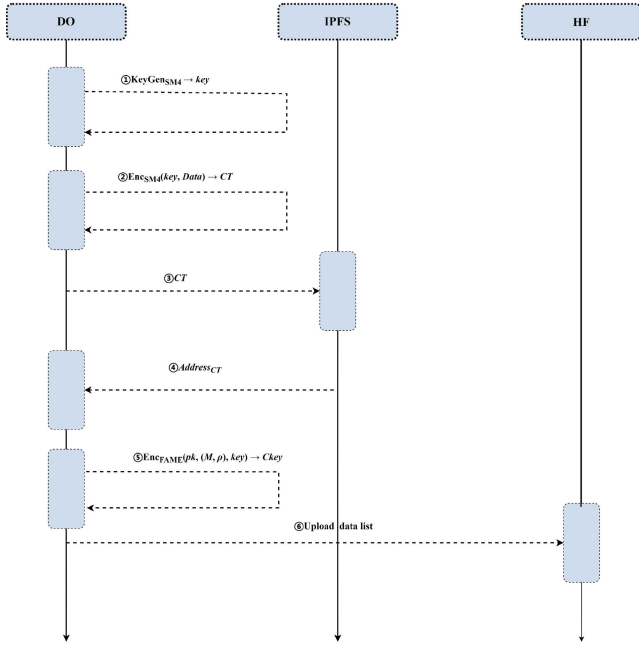 DO IPFS HF
①KeyGenSM4 → key
②EncSM4(key, Data) → CT
③CT
④AddressCT
⑤EncFAME(pk, (M, ρ), key) → Ckey
⑥Upload data list